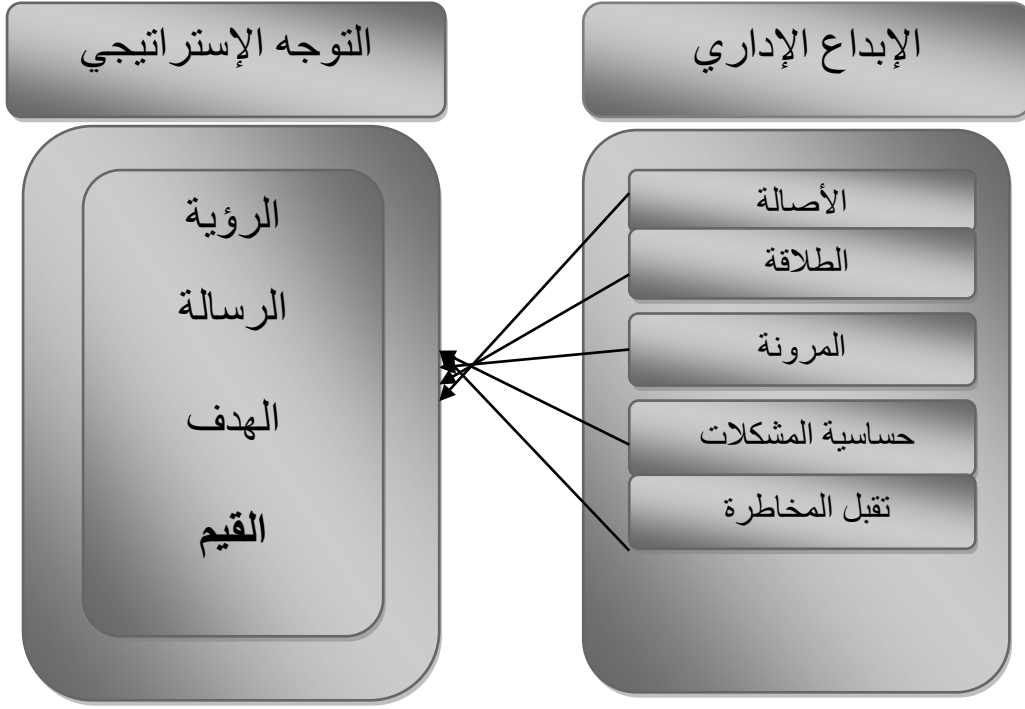 الإبداع الإداري
التوجه الإستراتيجي
الأصالة
الطلاقة
المرونة
حساسية المشكلات
تقبل المخاطرة
الرؤية
الرسالة
الهدف
القيم